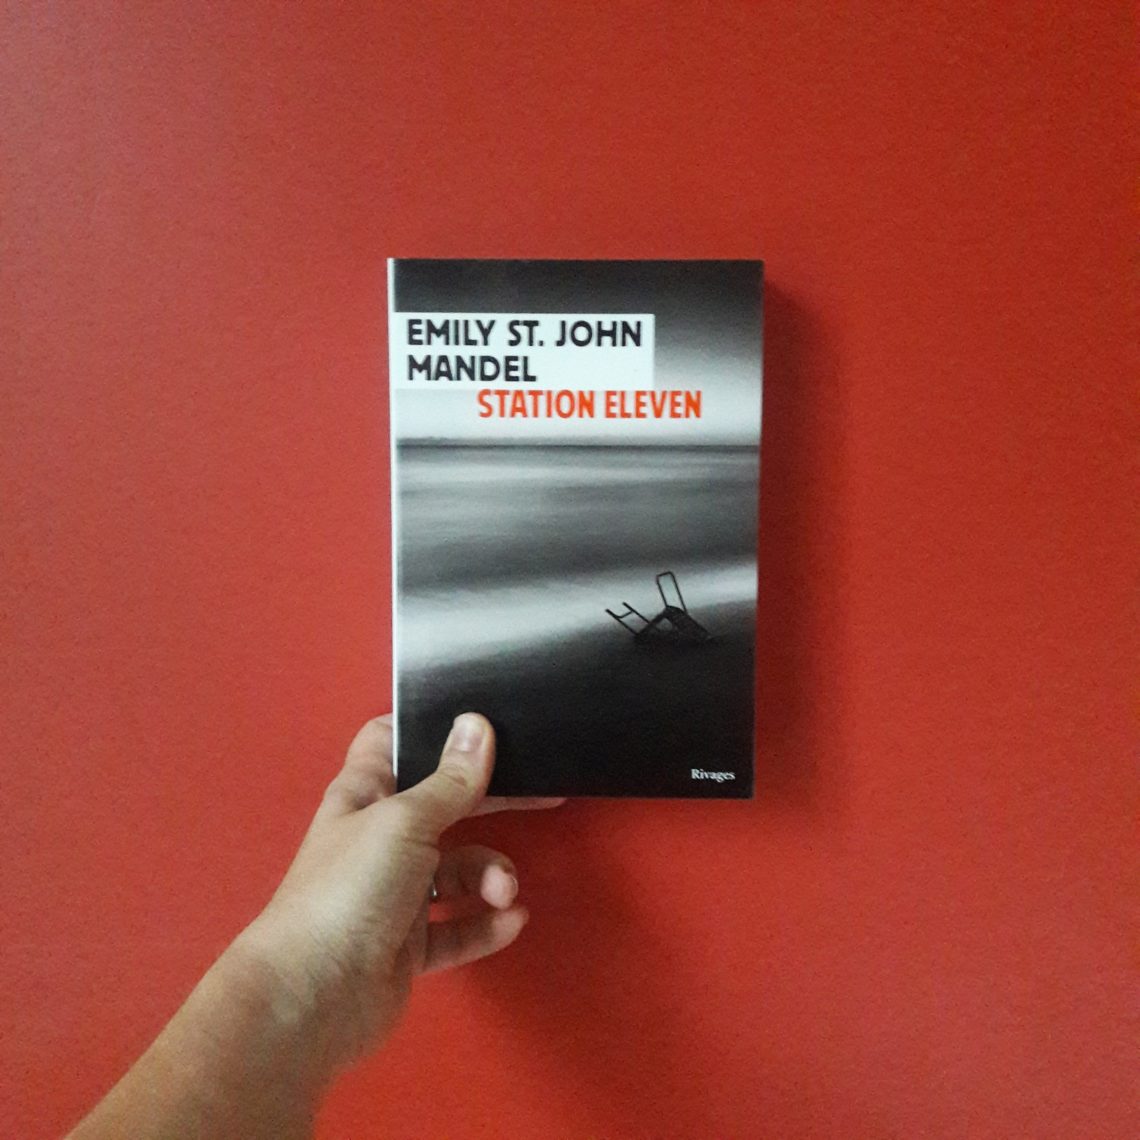 EMILY ST. JOHN
MANDEL
STATION ELEVEN
Rivages